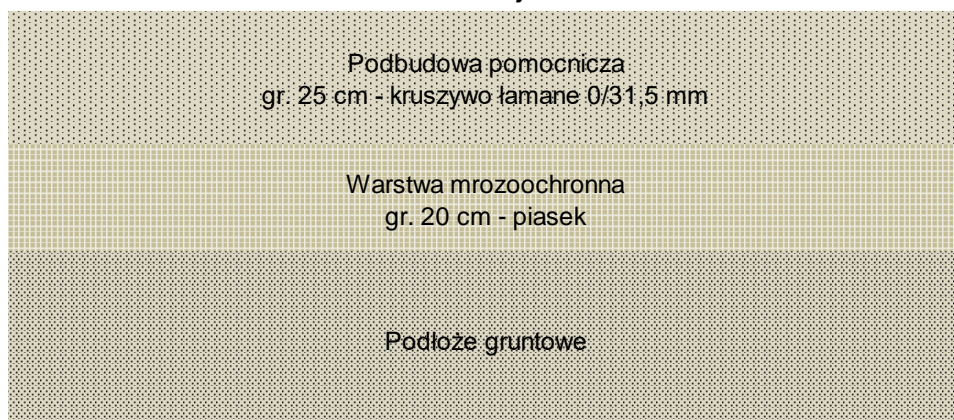 Podbudowa pomocnicza
gr. 25 cm - kruszywo łamane 0/31,5 mm
Warstwa mrozoochronna
gr. 20 cm - piasek
Podłoże gruntowe